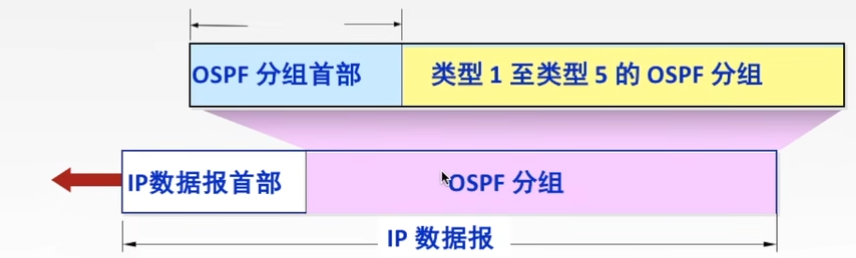 OSPF 分组首部
类型 1 至类型 5 的 OSPF 分组
IP数据报首部
OSPF 分组
IP 数据报